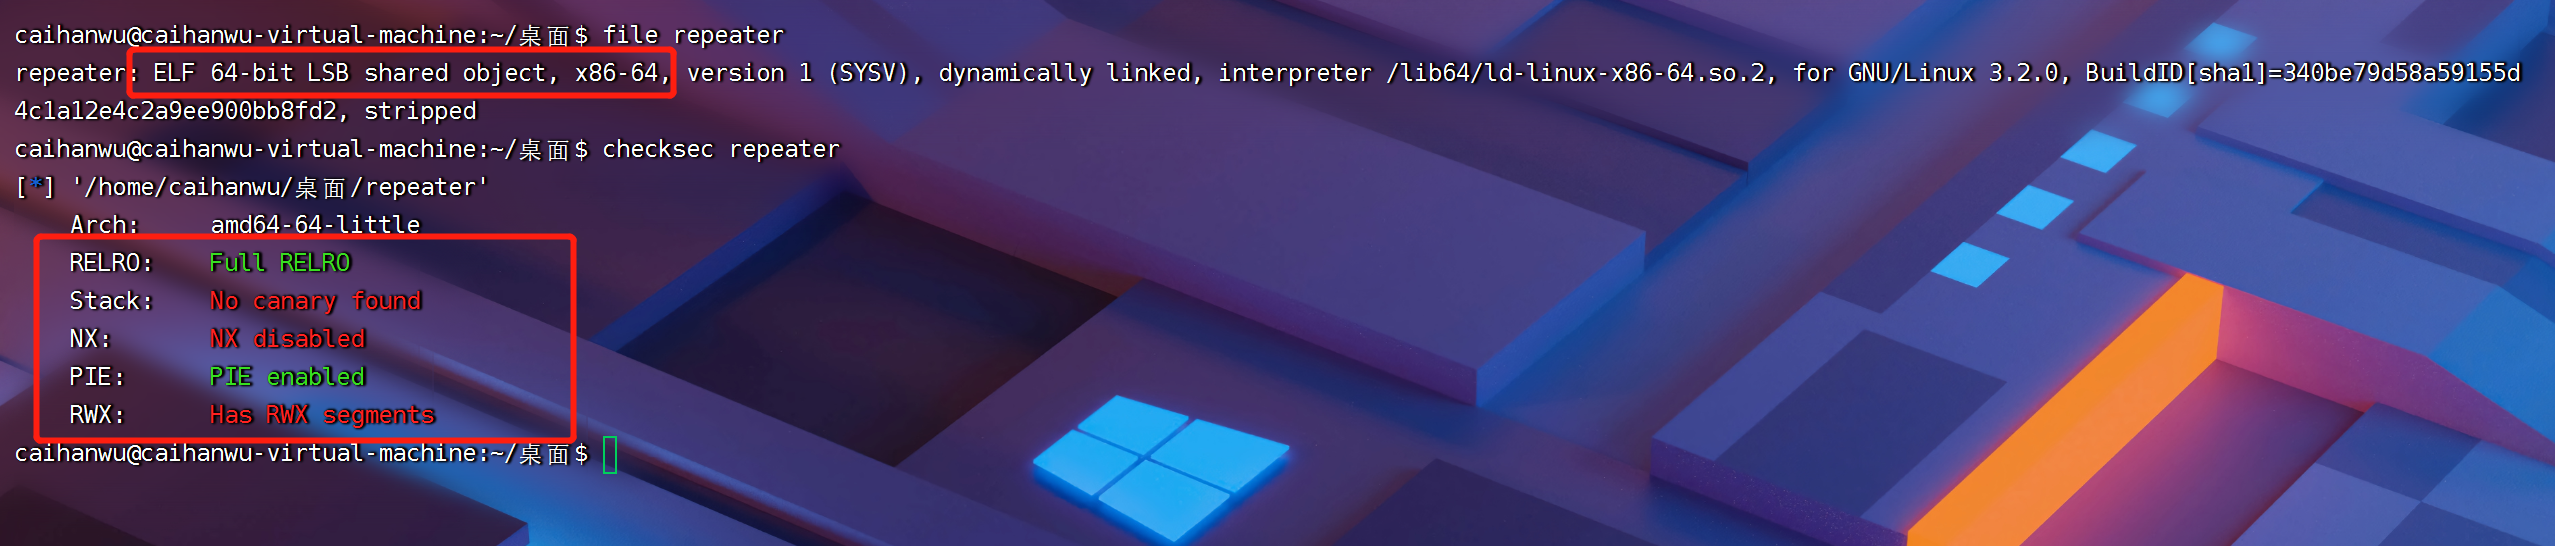 caihanwu@caihanwu-virtual-machine:~/桌面$ file repeater
repeater: ELF 64-bit LSB shared object, x86-64, version 1 (SYSV), dynamically linked, interpreter /lib64/ld-linux-x86-64.so.2, for GNU/Linux 3.2.0, BuildID[sha1]=340be79d58a59155d
4c1a12e4c2a9ee900bb8fd2, stripped
caihanwu@caihanwu-virtual-machine:~/桌面$ checksec repeater
[*] '/home/caihanwu/桌面/repeater'
Arch: amd64-64-little
RELRO: Full RELRO
Stack: No canary found
NX: NX disabled
PIE: PIE enabled
RWX: Has RWX segments
caihanwu@caihanwu-virtual-machine:~/桌面$